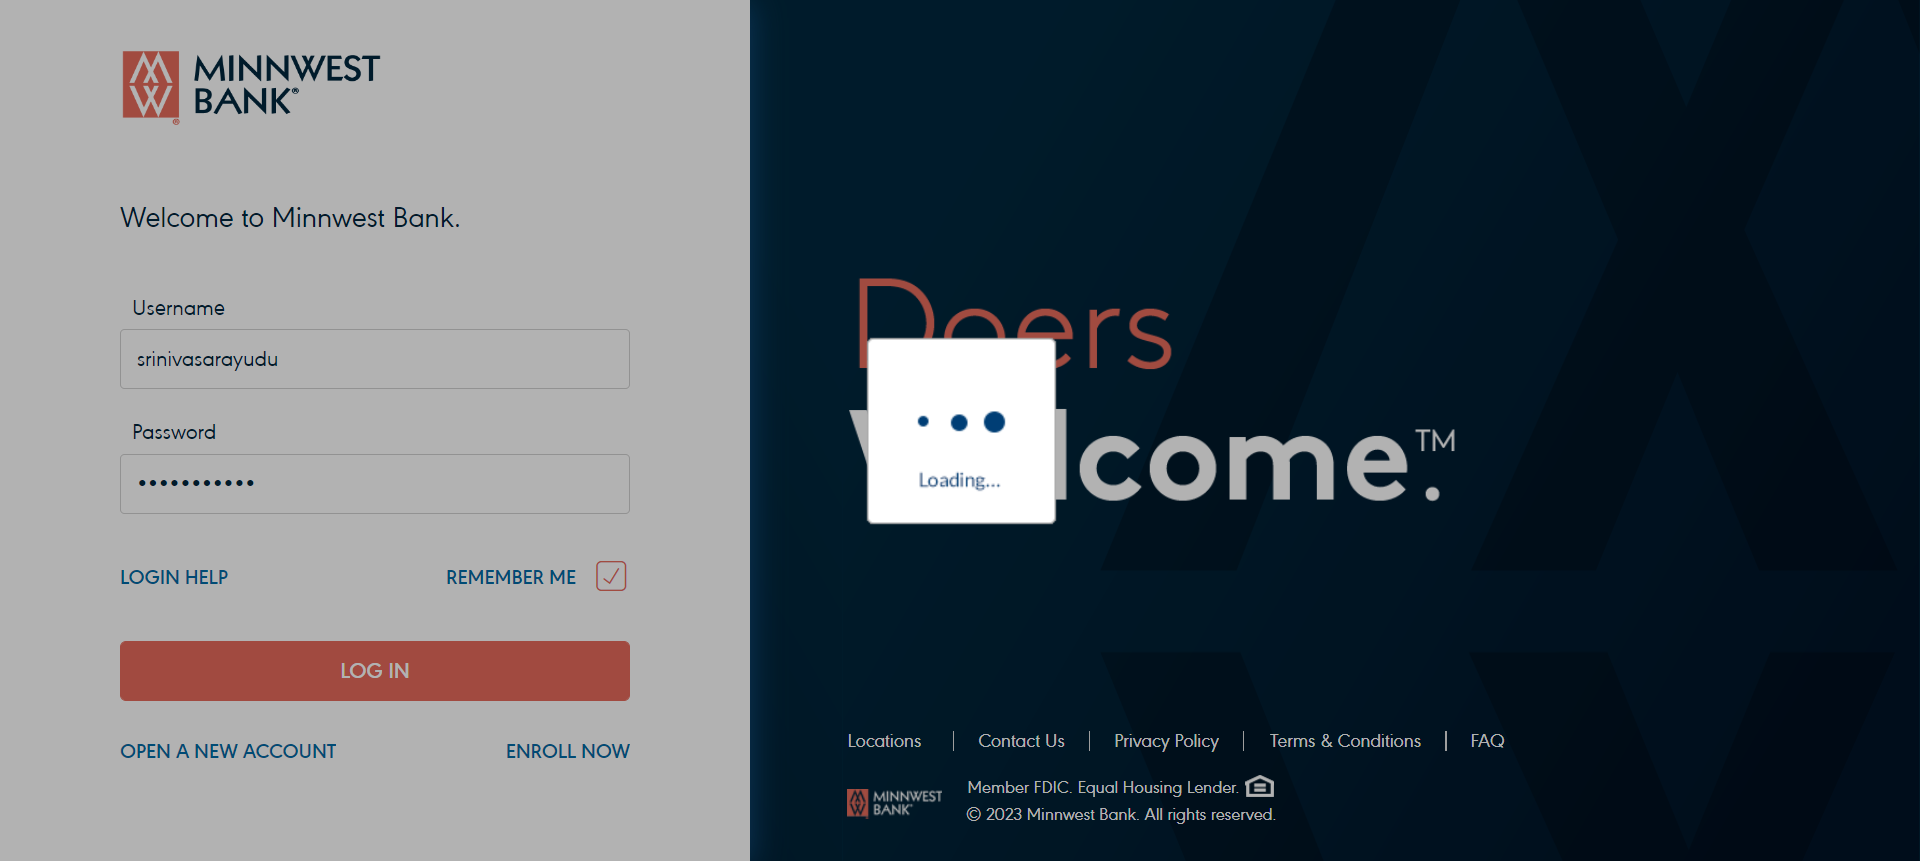 MINNWEST
BANK®
®
Welcome to Minnwest Bank.
Username
srinivasarayudu
Password
•••••••••••
LOGIN HELP
REMEMBER ME
LOG IN
OPEN A NEW ACCOUNT
ENROLL NOW
Doers
lcome.™
Loading...
Locations
Contact Us
Privacy Policy
Terms & Conditions
FAQ
MINNWEST
BANK
Member FDIC. Equal Housing Lender.
© 2023 Minnwest Bank. All rights reserved.